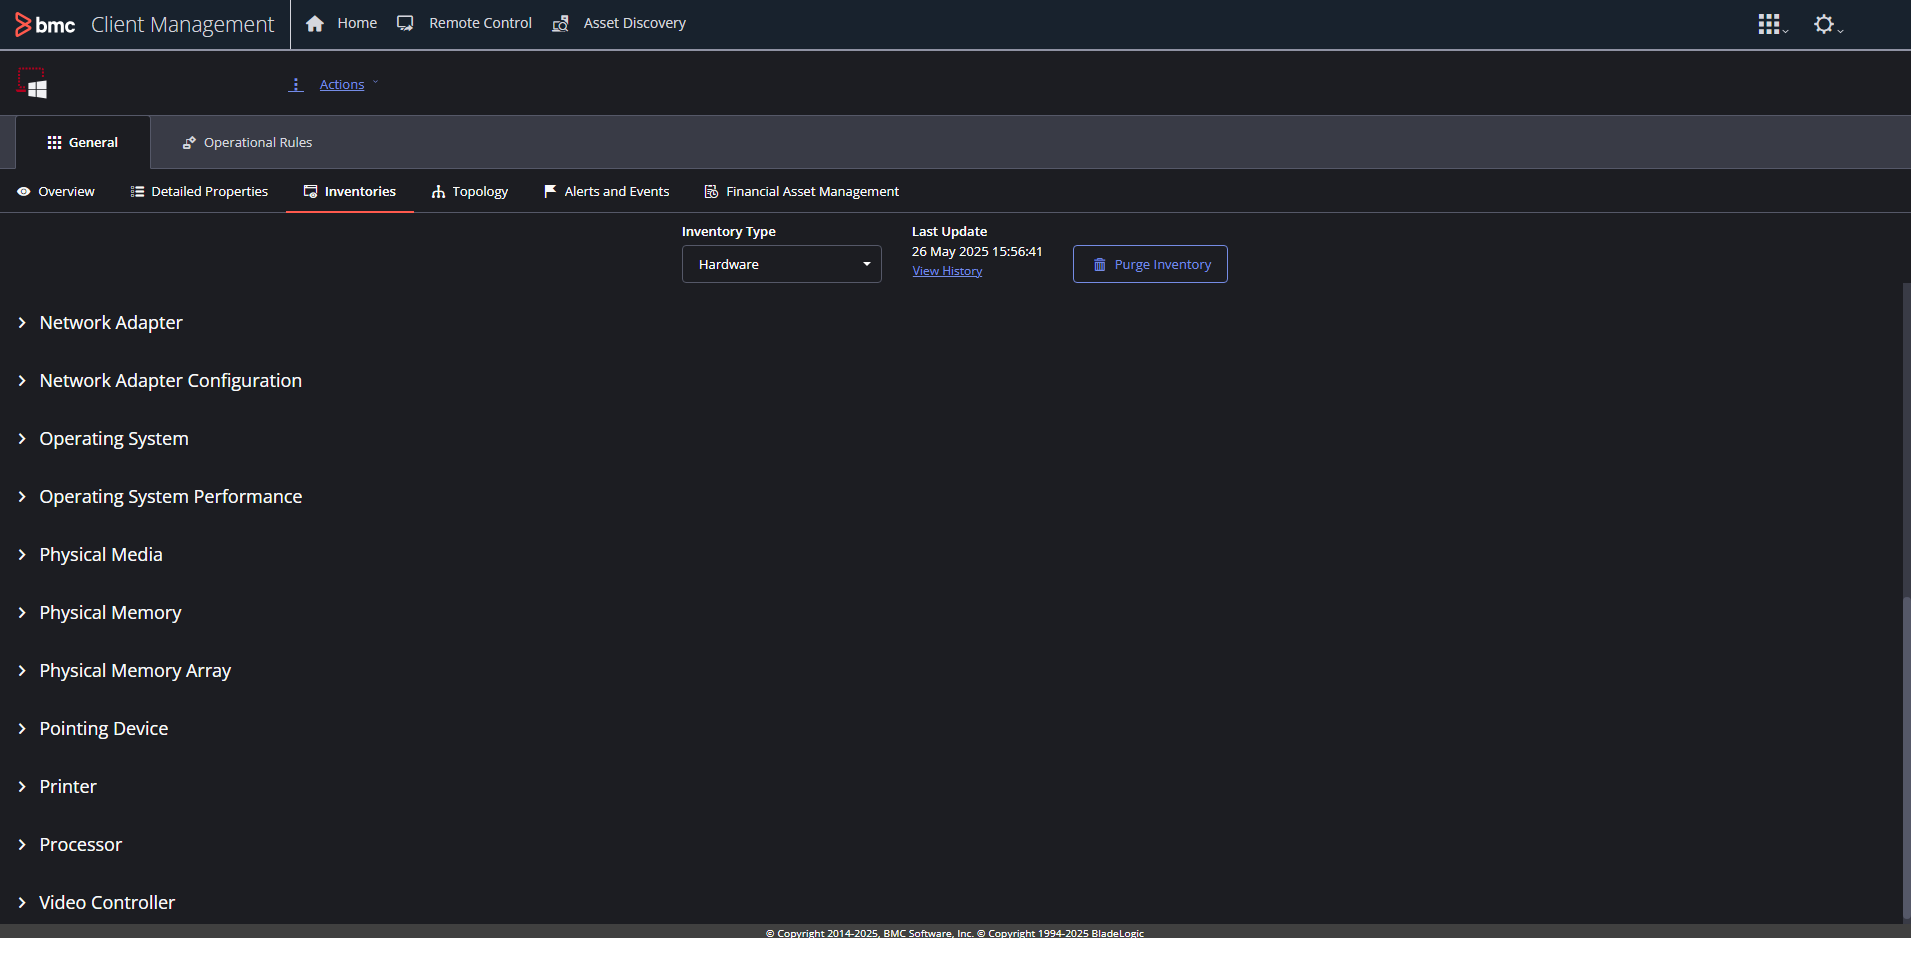 bmc Client Management Home Remote Control Asset Discovery
Actions
General Operational Rules
Overview Detailed Properties Inventories Topology Alerts and Events Financial Asset Management
Inventory Type
Hardware
Last Update
26 May 2025 15:56:41
View History
Purge Inventory
Network Adapter
Network Adapter Configuration
Operating System
Operating System Performance
Physical Media
Physical Memory
Physical Memory Array
Pointing Device
Printer
Processor
Video Controller
© Copyright 2014-2025, BMC Software, Inc. © Copyright 1994-2025 BladeLogic